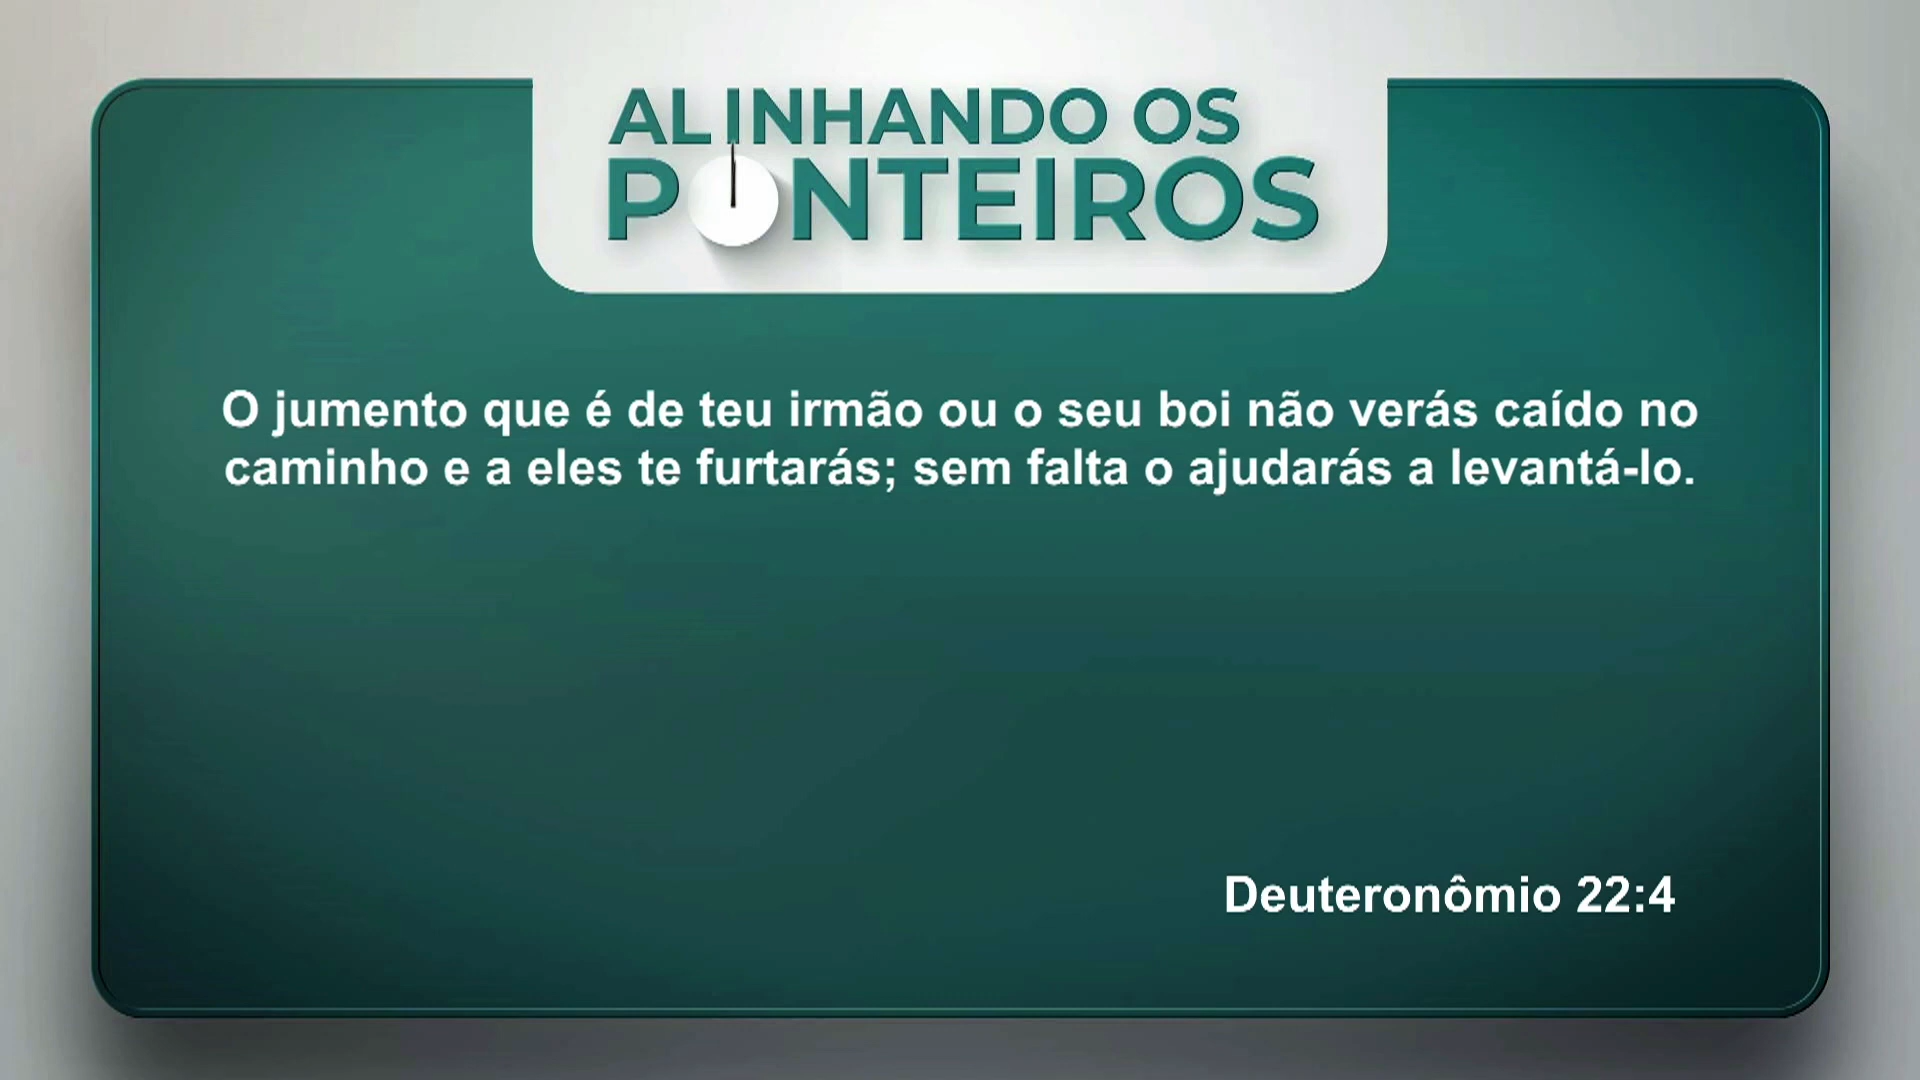 ALINHANDO OS
PONTEIROS
O jumento que é de teu irmão ou o seu boi não verás caído no
caminho e a eles te furtarás; sem falta o ajudarás a levantá-lo.
Deuteronômio 22:4